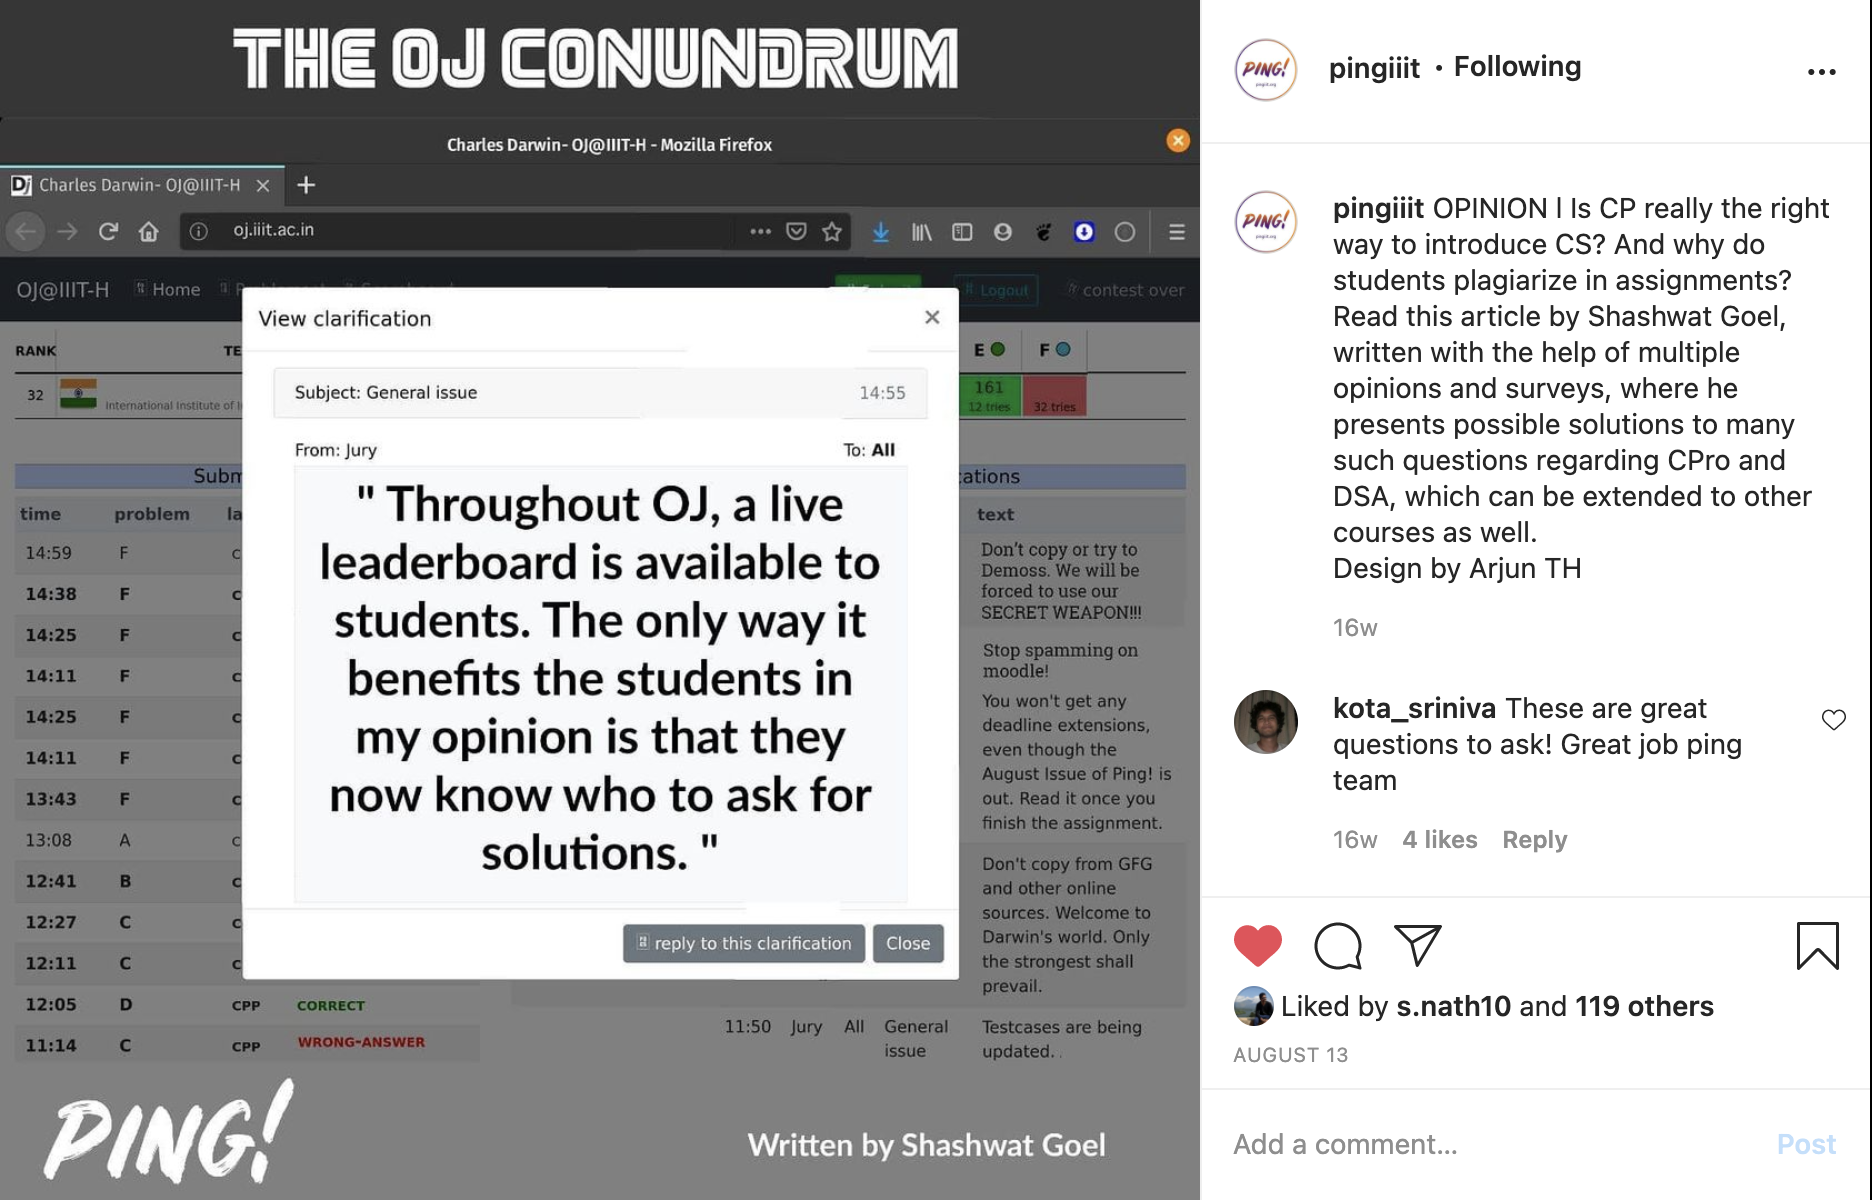 THE OJ CONUNDRUM
Charles Darwin- OJ@IIIT-H - Mozilla Firefox
Dj Charles Darwin- OJ@IIIT-H
oj.iiit.ac.in
OJ@IIIT-H Home Logout contest over
View clarification
RANK TE E F
Subject: General issue 14:55
32 International Institute of I 161
12 tries 32 tries
From: Jury To: All
Subm cations
" Throughout OJ, a live
leaderboard is available to
students. The only way it
benefits the students in
my opinion is that they
now know who to ask for
solutions. "
reply to this clarification Close
time problem la
14:59 F c
14:38 F c
14:25 F c
14:11 F c
14:25 F c
14:11 F c
13:43 F c
13:08 A c
12:41 B c
12:27 C c
12:11 C c
12:05 D CPP CORRECT
11:14 C CPP WRONG-ANSWER
text
Don't copy or try to
Demoss. We will be
forced to use our
SECRET WEAPON!!!
Stop spamming on
moodle!
You won't get any
deadline extensions,
even though the
August Issue of Ping! is
out. Read it once you
finish the assignment.
Don't copy from GFG
and other online
sources. Welcome to
Darwin's world. Only
the strongest shall
prevail.
11:50 Jury All General
issue
Testcases are being
updated. .
PING!
Written by Shashwat Goel
PING!
pingiiit • Following
PING!
pingiiit OPINION l Is CP really the right
way to introduce CS? And why do
students plagiarize in assignments?
Read this article by Shashwat Goel,
written with the help of multiple
opinions and surveys, where he
presents possible solutions to many
such questions regarding CPro and
DSA, which can be extended to other
courses as well.
Design by Arjun TH
16w
kota_sriniva These are great
questions to ask! Great job ping
team
16w 4 likes Reply
Liked by s.nath10 and 119 others
AUGUST 13
Add a comment... Post